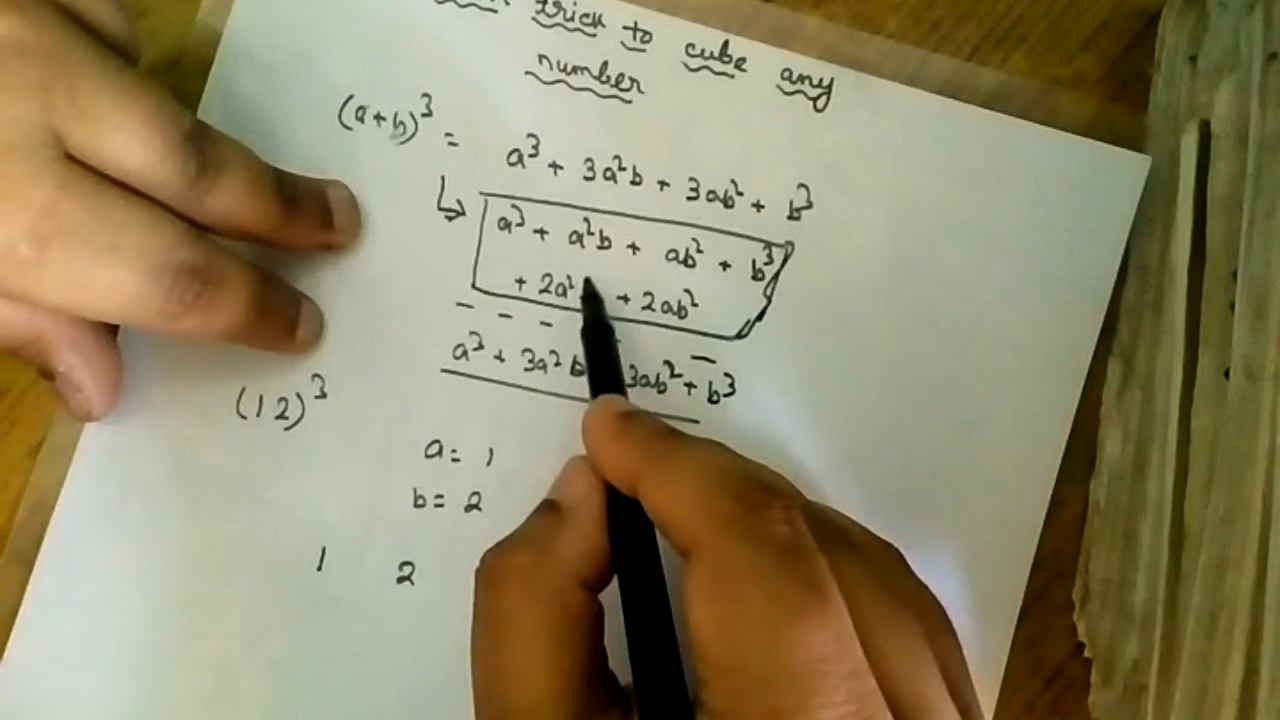 trick to cube any
number
(a+b)³ = a³ + 3a²b + 3ab² + b³
a³ + a²b + ab² + b³
+ 2a² + 2ab²
a³ + 3a²b 3ab² + b³
(12)³
a = 1
b = 2
1 2